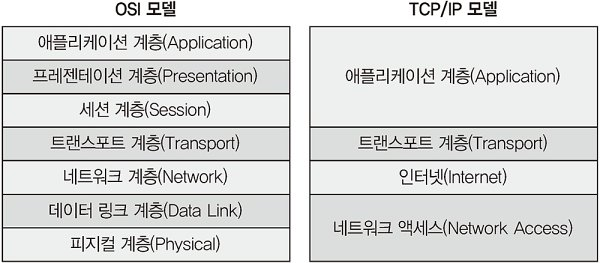 OSI 모델
애플리케이션 계층(Application)
프레젠테이션 계층(Presentation)
세션 계층(Session)
트랜스포트 계층(Transport)
네트워크 계층(Network)
데이터 링크 계층(Data Link)
피지컬 계층(Physical)
TCP/IP 모델
애플리케이션 계층(Application)
트랜스포트 계층(Transport)
인터넷(Internet)
네트워크 액세스(Network Access)